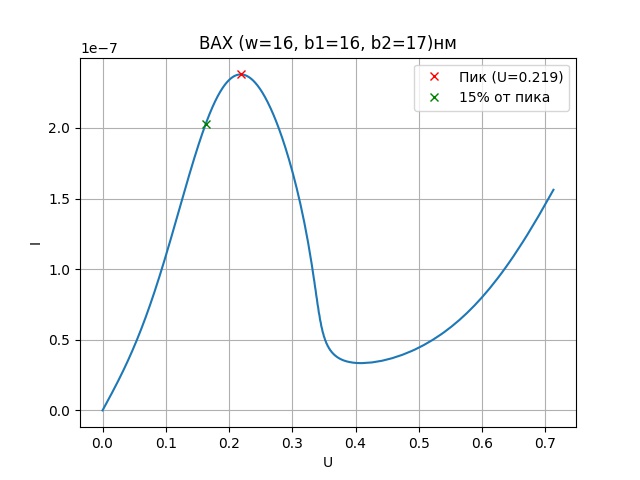 ВАХ (w=16, b1=16, b2=17)нм
1e−7
Пик (U=0.219)
15% от пика
2.0
1.5
1.0
0.5
0.0
I
0.0 0.1 0.2 0.3 0.4 0.5 0.6 0.7
U